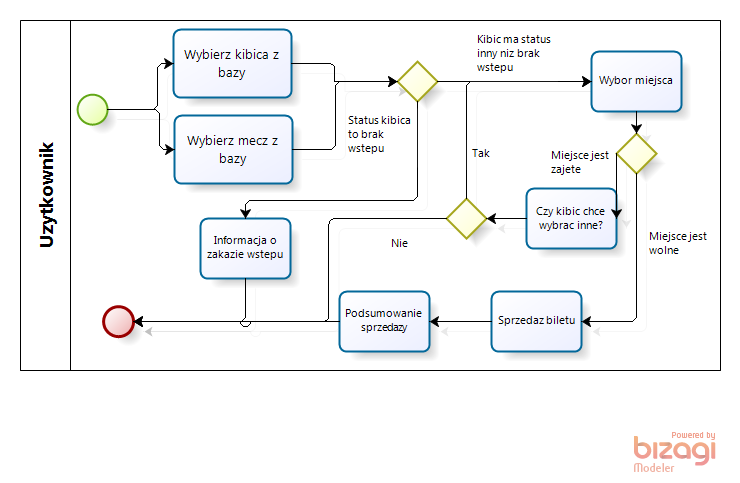 Uzytkownik
Wybierz kibica z
bazy
Wybierz mecz z
bazy
Status kibica
to brak
wstepu
Kibic ma status
inny niz brak
wstepu
Wybor miejsca
Miejsce jest
zajete
Tak
Czy kibic chce
wybrac inne?
Miejsce jest
wolne
Nie
Informacja o
zakazie wstepu
Podsumowanie
sprzedazy
Sprzedaz biletu
Powered by
bizagi
Modeler